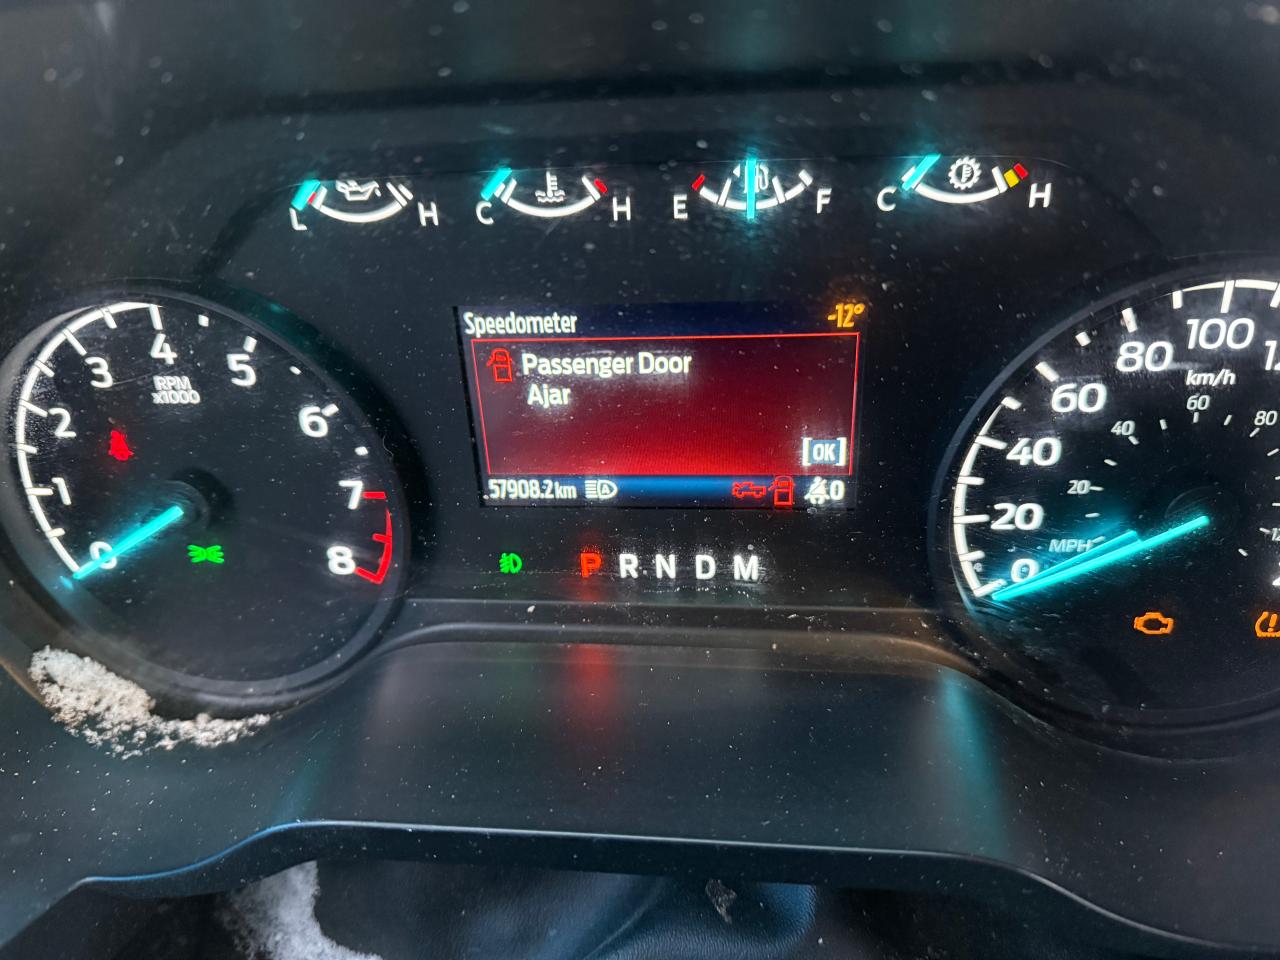 L H C H E F C H
Speedometer -12°
Passenger Door
Ajar
[OK]
57908.2km A 0
P R N D M
0 1 2 3 4 5 6 7 8
RPM
x1000
0 20 40 60 80 100
km/h
MPH 20 40 60 80